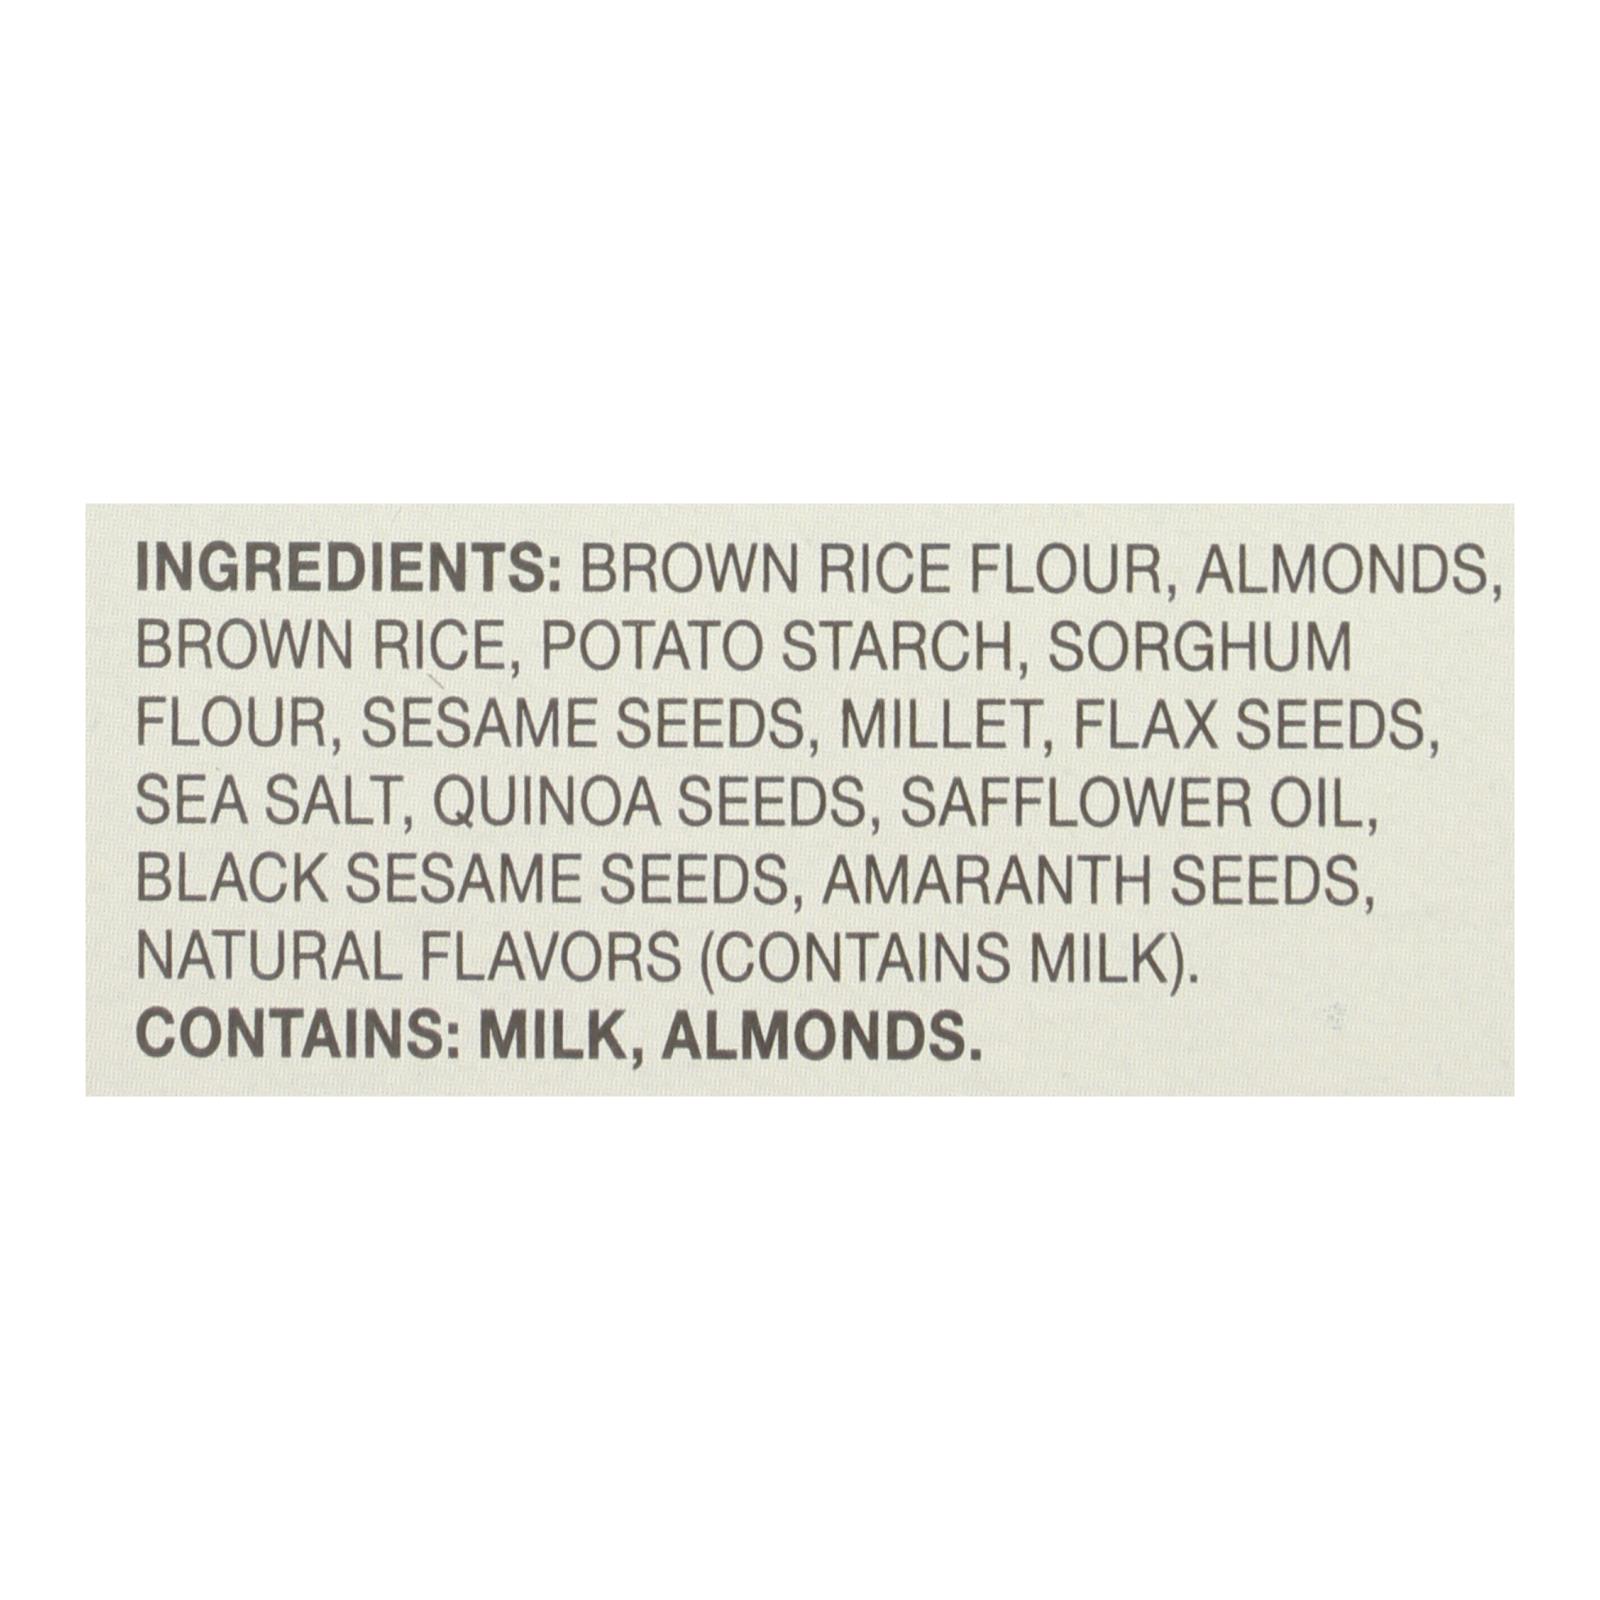 INGREDIENTS: BROWN RICE FLOUR, ALMONDS,
BROWN RICE, POTATO STARCH, SORGHUM
FLOUR, SESAME SEEDS, MILLET, FLAX SEEDS,
SEA SALT, QUINOA SEEDS, SAFFLOWER OIL,
BLACK SESAME SEEDS, AMARANTH SEEDS,
NATURAL FLAVORS (CONTAINS MILK).
CONTAINS: MILK, ALMONDS.